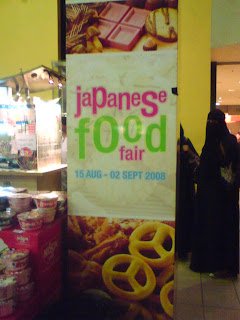 japanese
food
fair
15 AUG - 02 SEPT 2008